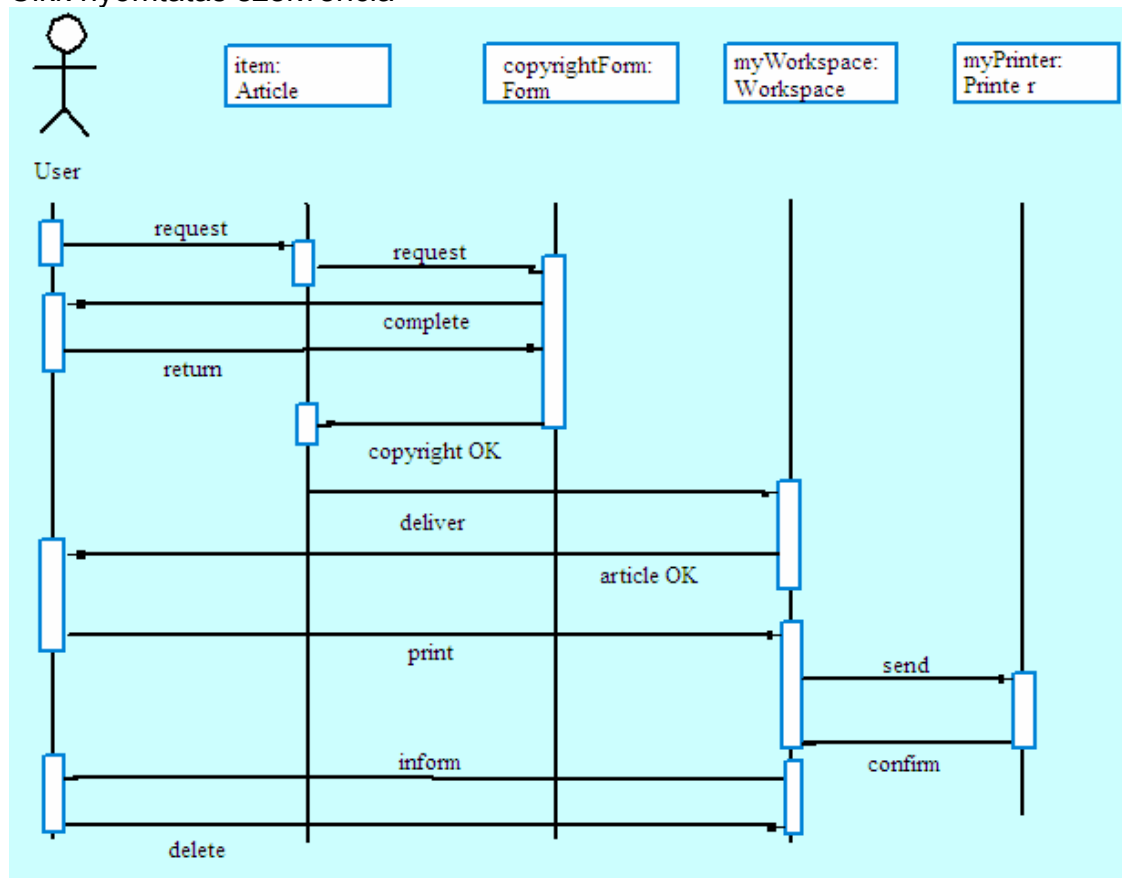 item:
Article
copyrightForm:
Form
myWorkspace:
Workspace
myPrinter:
Printe r
User
request
request
complete
return
copyright OK
deliver
article OK
print
send
inform
confirm
delete